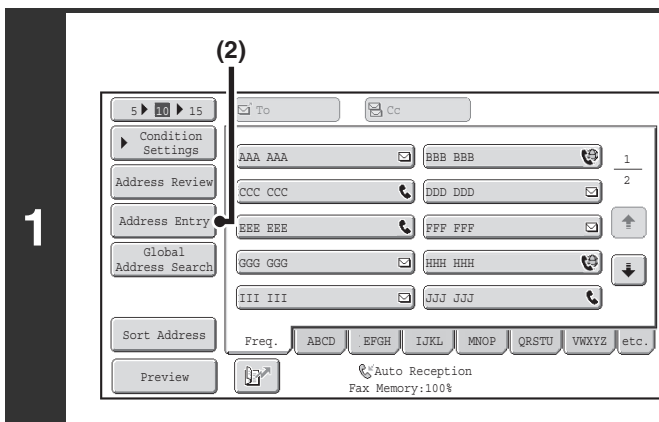 1
(2)
5 10 15
To
Cc
Condition
Settings
AAA AAA
BBB BBB
1
2
Address Review
CCC CCC
DDD DDD
Address Entry
EEE EEE
FFF FFF
Global
Address Search
GGG GGG
HHH HHH
III III
JJJ JJJ
Sort Address
Freq.
ABCD
EFGH
IJKL
MNOP
QRSTU
VWXYZ
etc.
Preview
Auto Reception
Fax Memory:100%